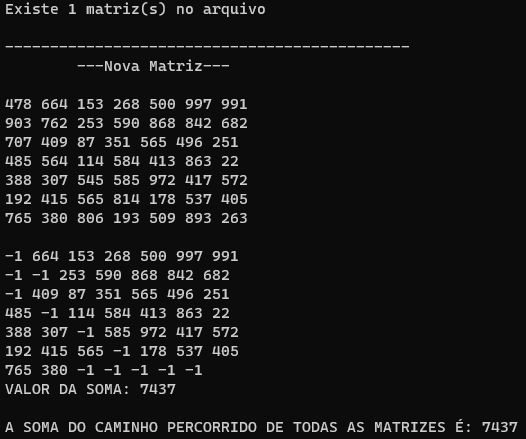 Existe 1 matriz(s) no arquivo
---------------------------------------------
---Nova Matriz---
478 664 153 268 500 997 991
903 762 253 590 868 842 682
707 409 87 351 565 496 251
485 564 114 584 413 863 22
388 307 545 585 972 417 572
192 415 565 814 178 537 405
765 380 806 193 509 893 263
-1 664 153 268 500 997 991
-1 -1 253 590 868 842 682
-1 409 87 351 565 496 251
485 -1 114 584 413 863 22
388 307 -1 585 972 417 572
192 415 565 -1 178 537 405
765 380 -1 -1 -1 -1 -1
VALOR DA SOMA: 7437
A SOMA DO CAMINHO PERCORRIDO DE TODAS AS MATRIZES É: 7437